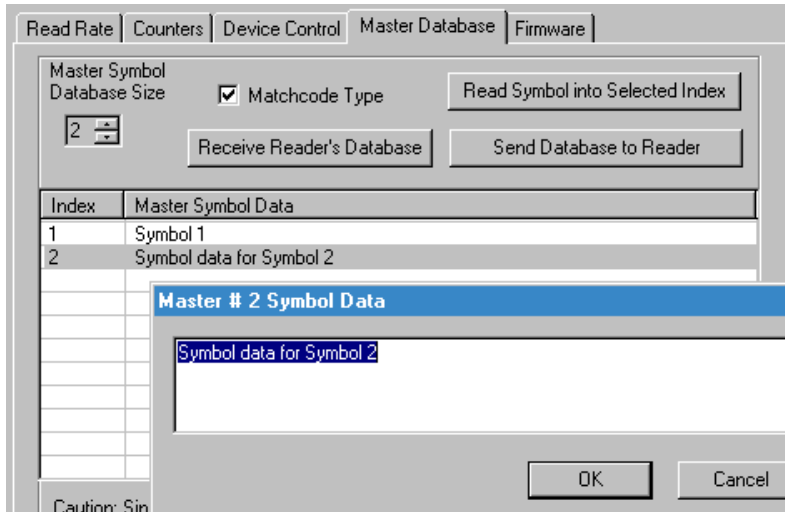 Read Rate Counters Device Control Master Database Firmware
Master Symbol
Database Size
Matchcode Type
Read Symbol into Selected Index
2
Receive Reader's Database
Send Database to Reader
Index Master Symbol Data
1 Symbol 1
2 Symbol data for Symbol 2
Master # 2 Symbol Data
Symbol data for Symbol 2
OK Cancel
Caution: Sin